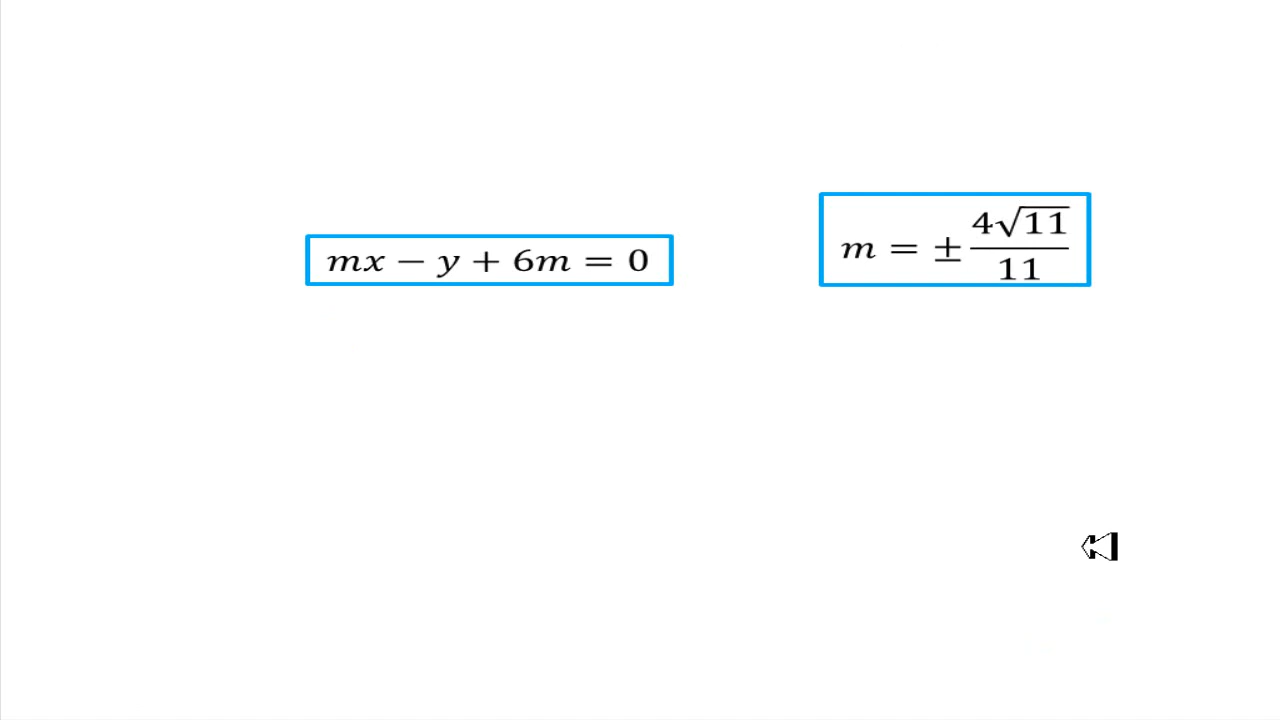 mx − y + 6m = 0
m = ± 4√11 / 11